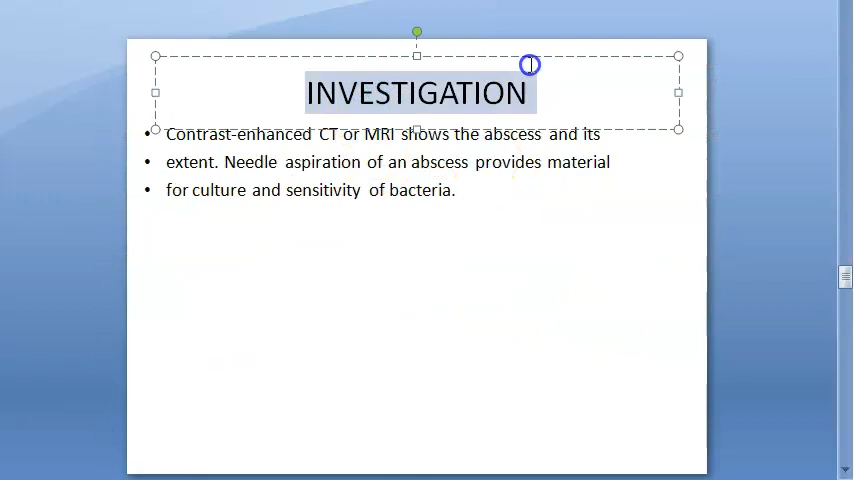 INVESTIGATION
• Contrast-enhanced CT or MRI shows the abscess and its
• extent. Needle aspiration of an abscess provides material
• for culture and sensitivity of bacteria.